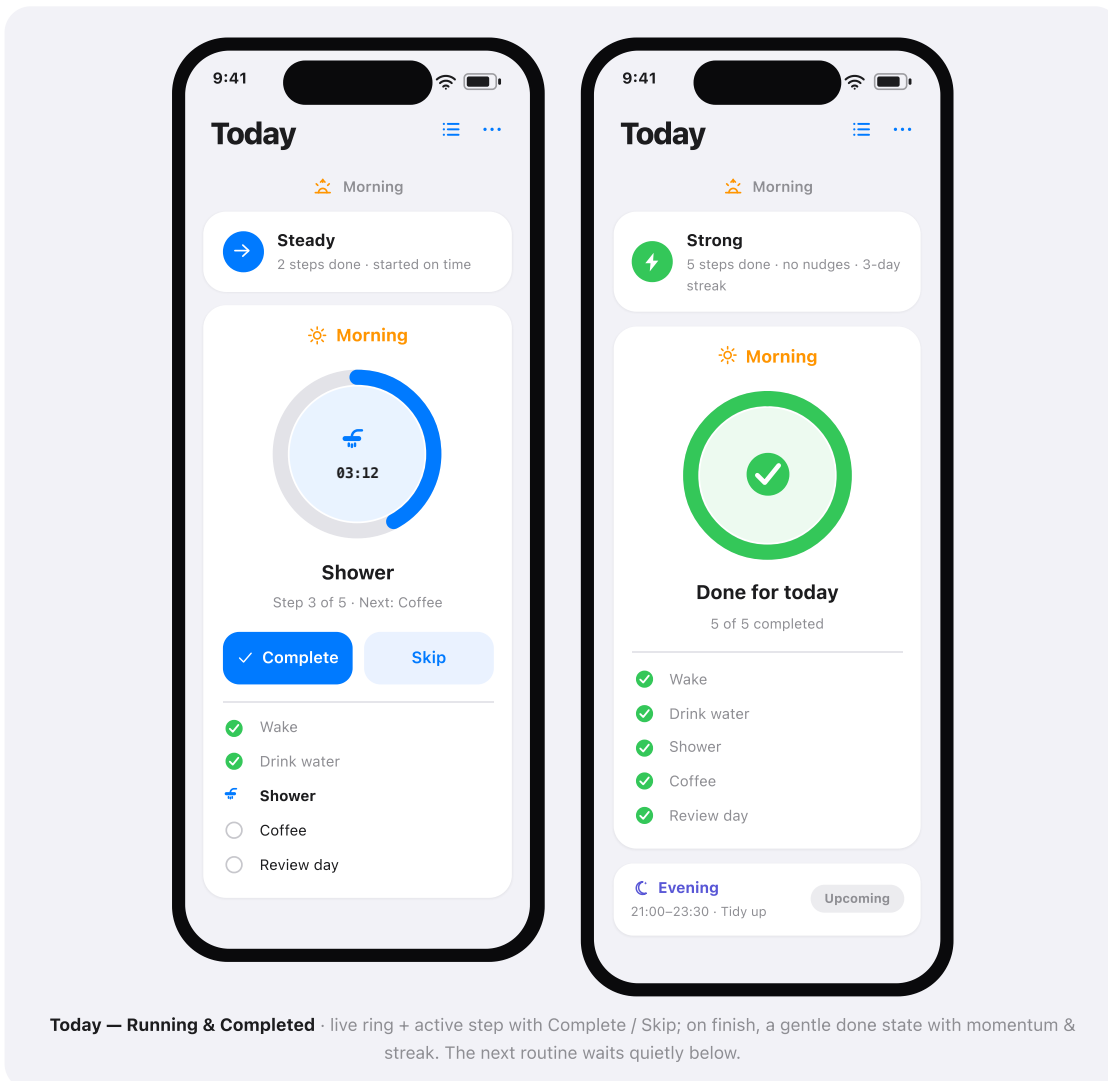 9:41
Today
Morning
Steady
2 steps done · started on time
Morning
03:12
Shower
Step 3 of 5 · Next: Coffee
Complete
Skip
Wake
Drink water
Shower
Coffee
Review day
9:41
Today
Morning
Strong
5 steps done · no nudges · 3-day
streak
Morning
Done for today
5 of 5 completed
Wake
Drink water
Shower
Coffee
Review day
Evening
21:00–23:30 · Tidy up
Upcoming
Today — Running & Completed · live ring + active step with Complete / Skip; on finish, a gentle done state with momentum &
streak. The next routine waits quietly below.